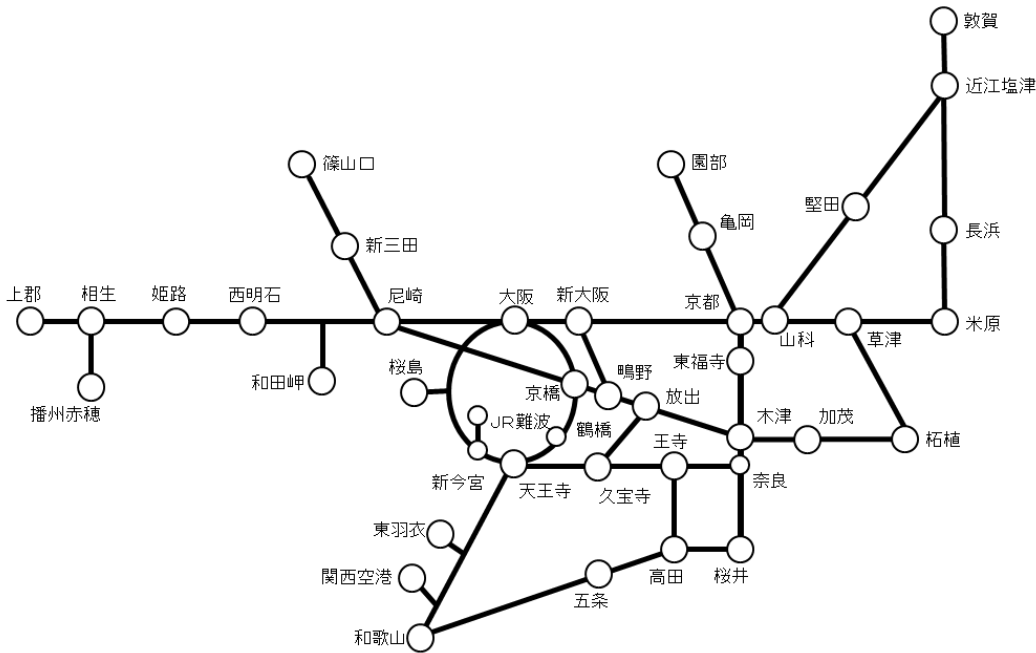 敦賀
近江塩津
篠山口
園部
堅田
亀岡
長浜
新三田
上郡
相生
姫路
西明石
尼崎
大阪
新大阪
京都
山科
草津
米原
東福寺
和田岬
桜島
京橋
鴫野
放出
播州赤穂
JR難波
鶴橋
木津
加茂
柘植
王寺
新今宮
天王寺
久宝寺
奈良
東羽衣
高田
桜井
関西空港
五条
和歌山